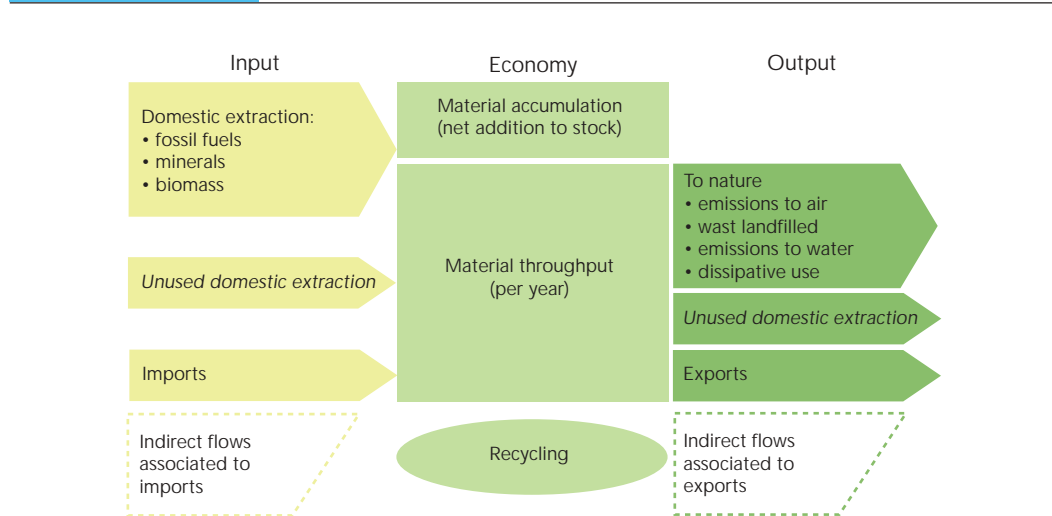 Input
Economy
Output
Domestic extraction:
• fossil fuels
• minerals
• biomass
Unused domestic extraction
Imports
Indirect flows
associated to
imports
Material accumulation
(net addition to stock)
Material throughput
(per year)
Recycling
To nature
• emissions to air
• wast landfilled
• emissions to water
• dissipative use
Unused domestic extraction
Exports
Indirect flows
associated to
exports